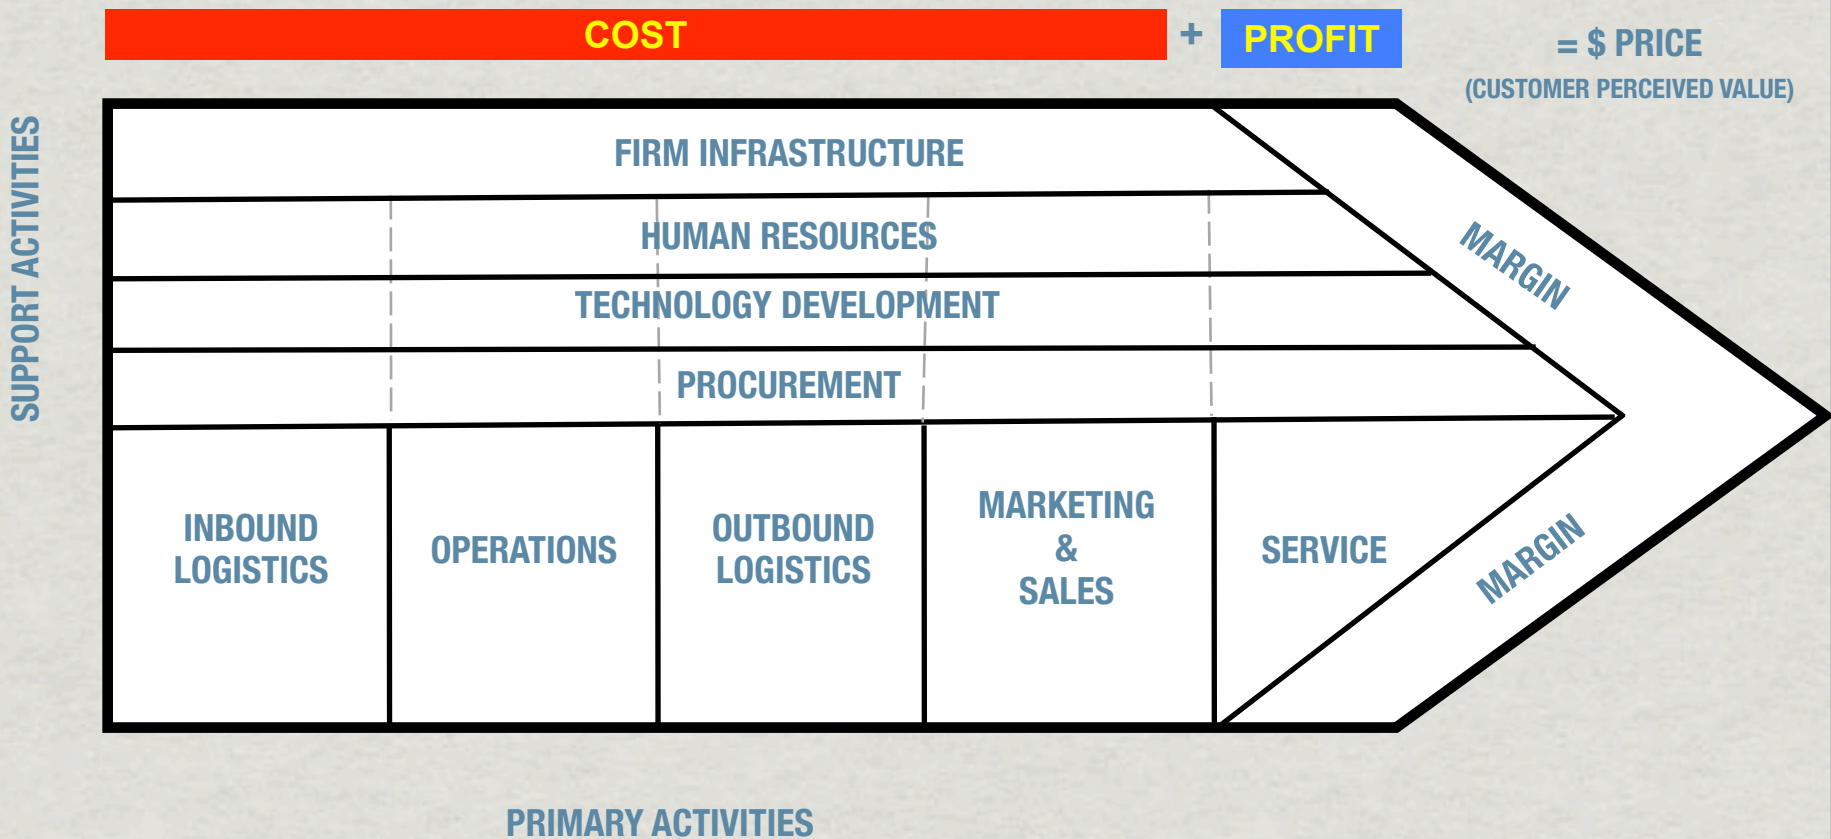 COST + PROFIT = $ PRICE
(CUSTOMER PERCEIVED VALUE)
SUPPORT ACTIVITIES
FIRM INFRASTRUCTURE
HUMAN RESOURCES
TECHNOLOGY DEVELOPMENT
PROCUREMENT
MARGIN
INBOUND
LOGISTICS
OPERATIONS
OUTBOUND
LOGISTICS
MARKETING
&
SALES
SERVICE
MARGIN
PRIMARY ACTIVITIES